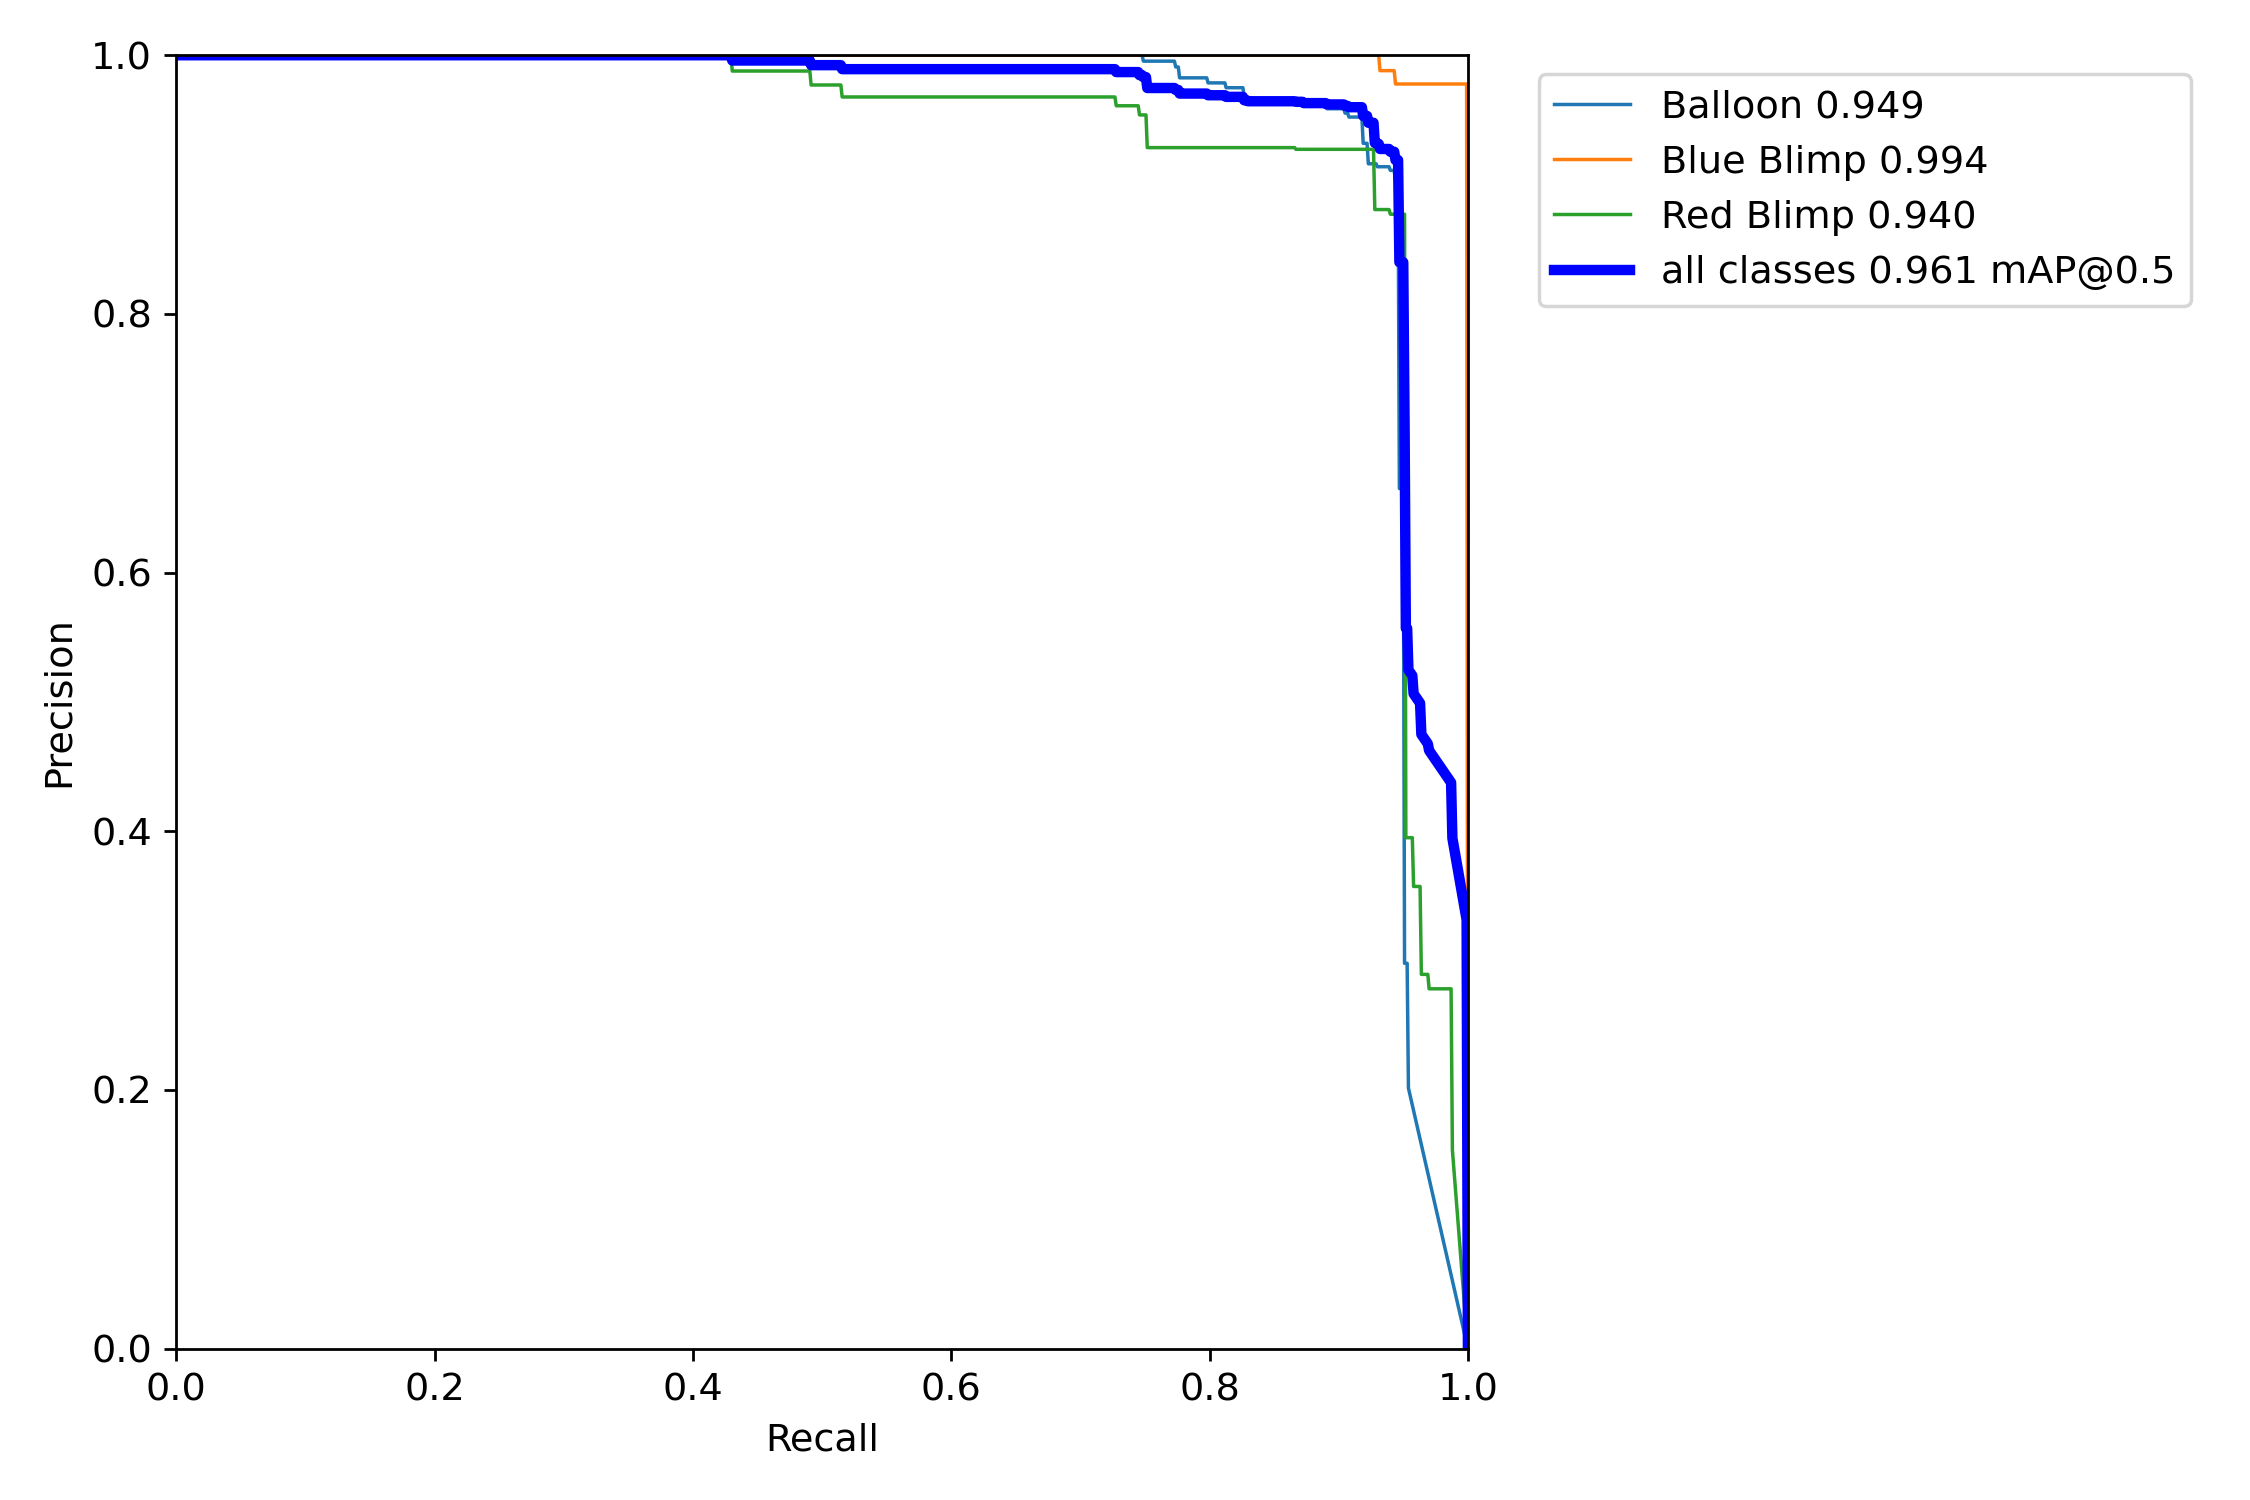 1.0
0.8
0.6
0.4
0.2
0.0
Precision
0.0 0.2 0.4 0.6 0.8 1.0
Recall
Balloon 0.949
Blue Blimp 0.994
Red Blimp 0.940
all classes 0.961 mAP@0.5